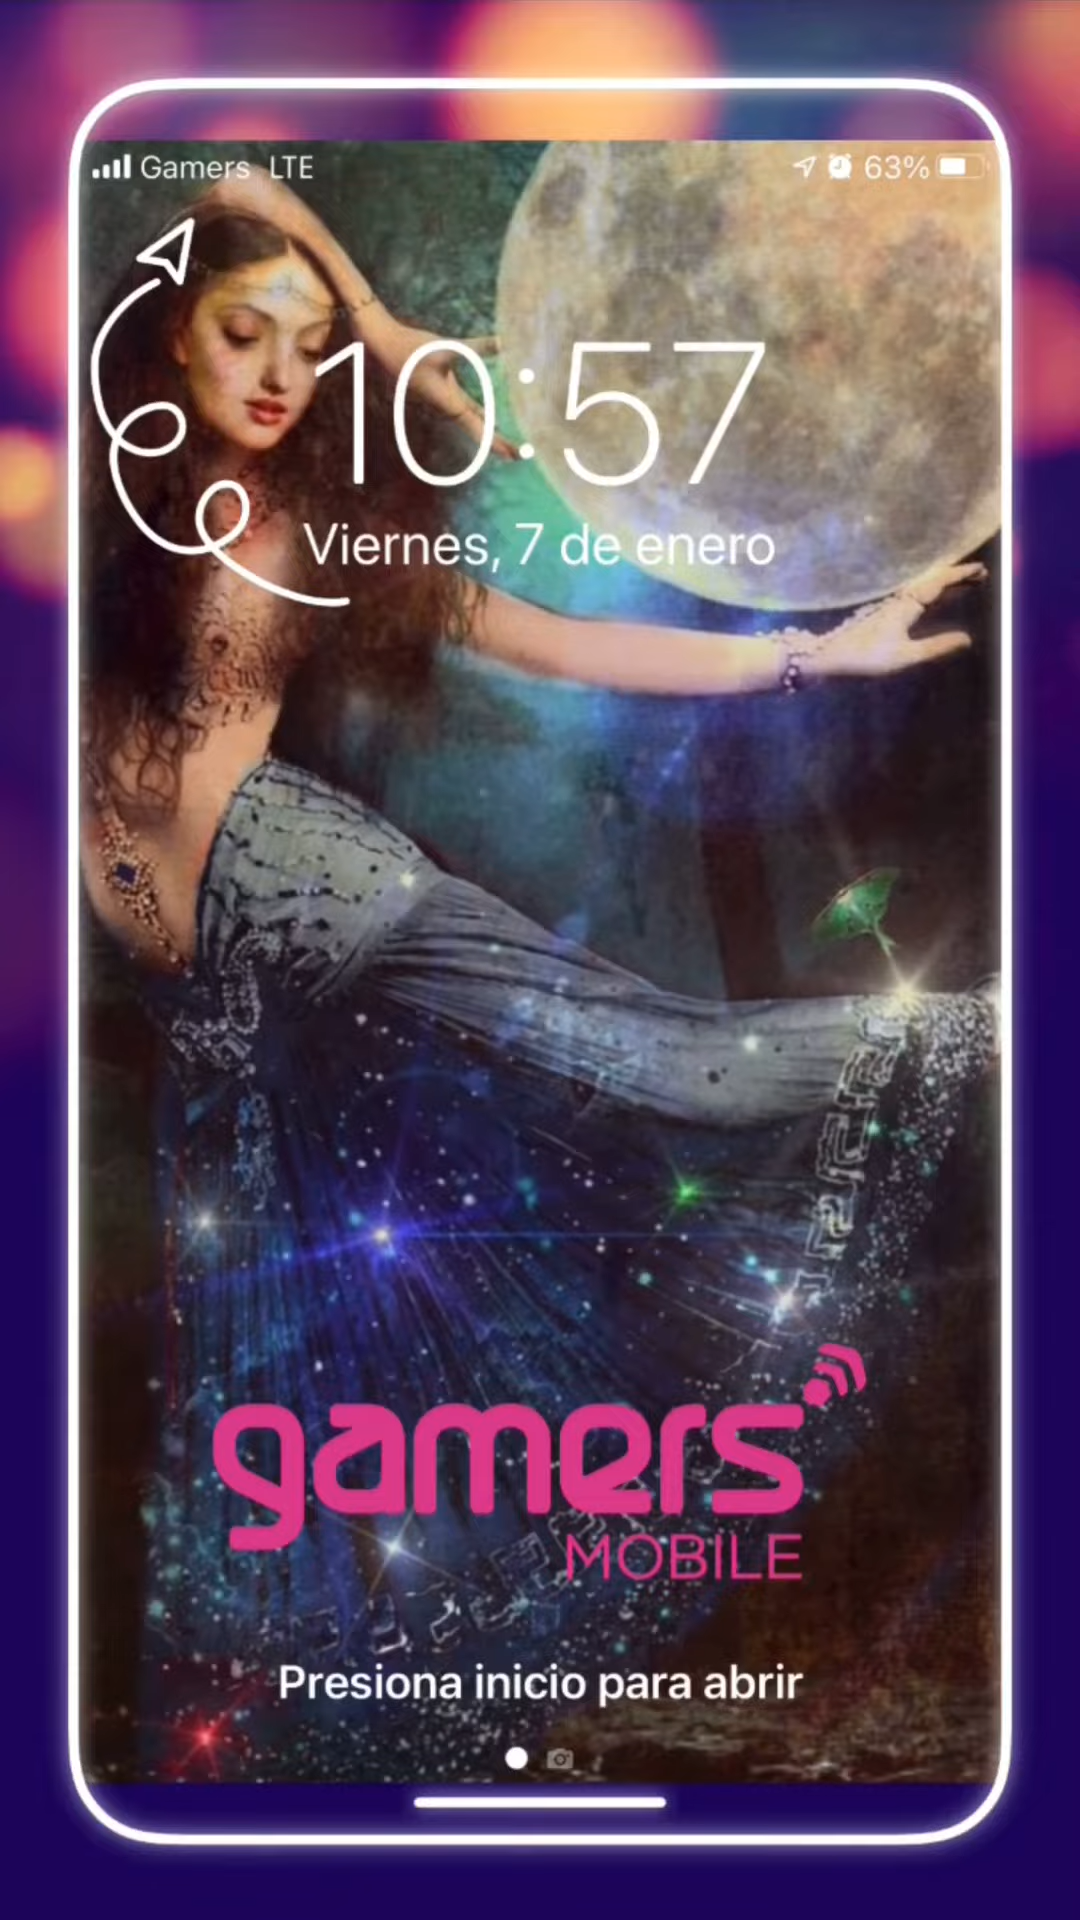 Gamers LTE 63%
10:57
Viernes, 7 de enero
gamers
MOBILE
Presiona inicio para abrir